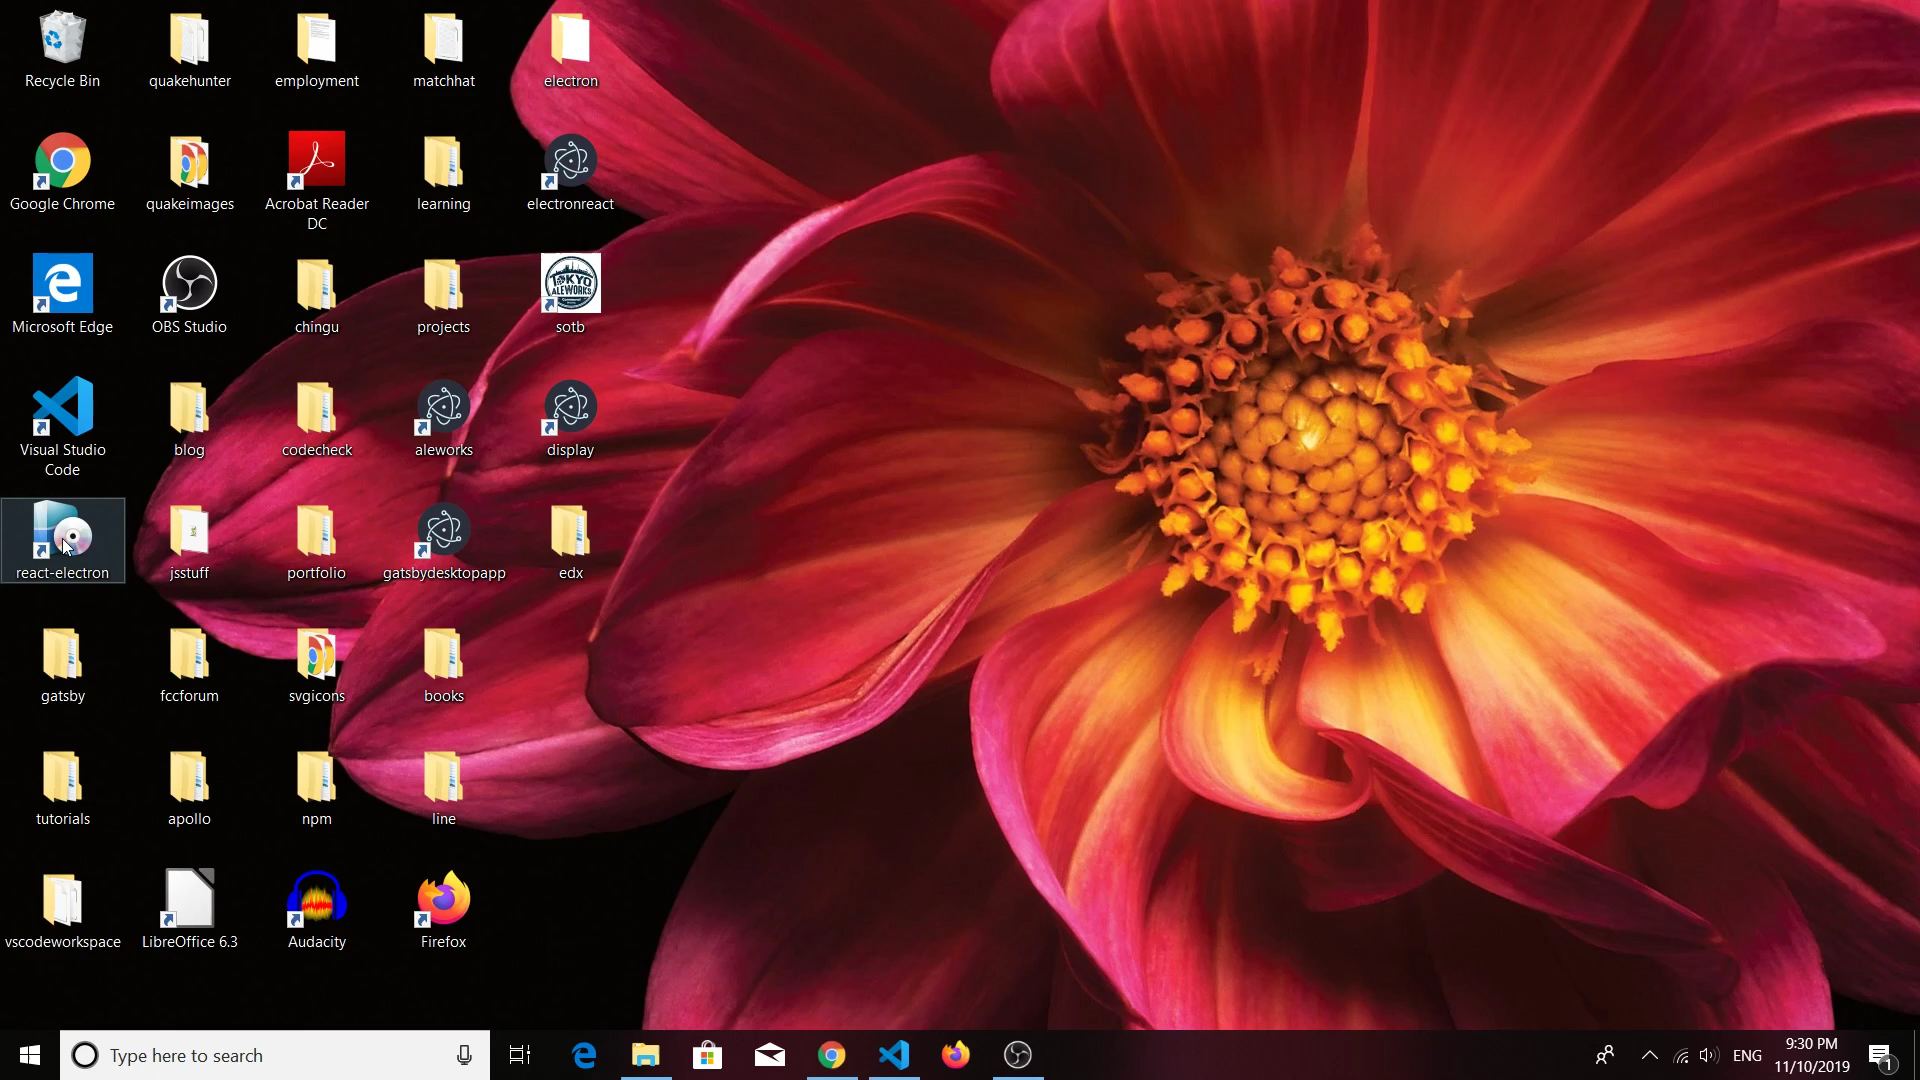 Recycle Bin
quakehunter
employment
matchhat
electron
Google Chrome
quakeimages
Acrobat Reader
DC
learning
electronreact
Microsoft Edge
OBS Studio
chingu
projects
TOKYO
ALEWORKS
sotb
Visual Studio
Code
blog
codecheck
aleworks
display
react-electron
jsstuff
portfolio
gatsbydesktopapp
edx
gatsby
fccforum
svgicons
books
tutorials
apollo
npm
line
vscodeworkspace
LibreOffice 6.3
Audacity
Firefox
Type here to search
ENG
9:30 PM
11/10/2019
1